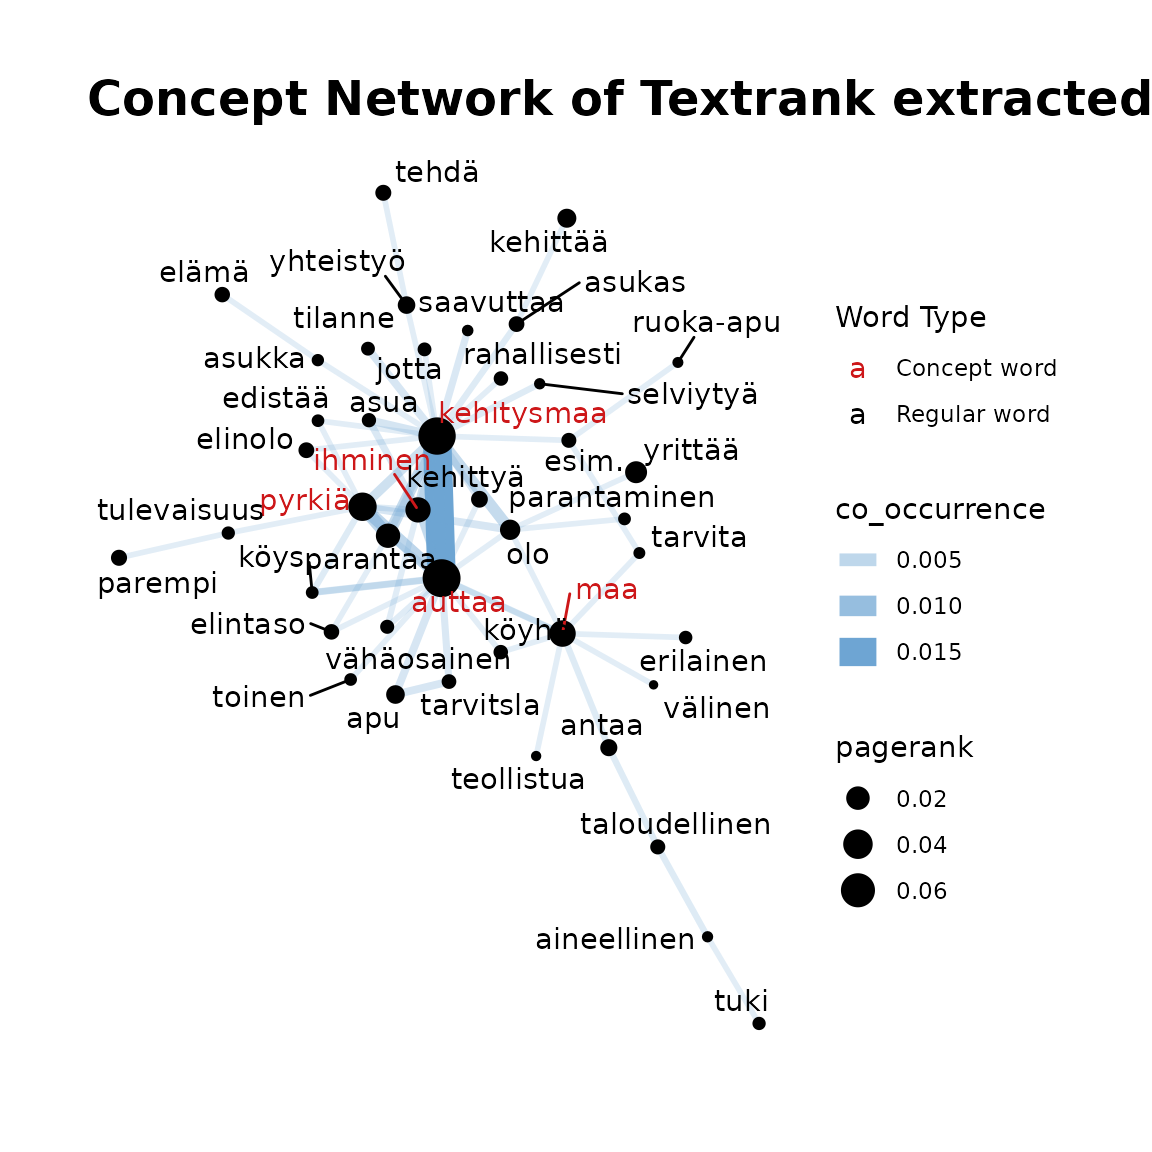 Concept Network of Textrank extracted
tehdä
kehittää
yhteistyö
elämä
asukas
saavuttaa
tilanne
ruoka-apu
asukka
rahallisesti
jotta
selviytyä
edistää
asua
kehitysmaa
elinolo
yrittää
ihminen
esim.
kehittyä
pyrkiä
parantaminen
tulevaisuus
tarvita
olo
köys
parantaa
parempi
maa
auttaa
elintaso
köyhä
vähäosainen
erilainen
toinen
tarvitsla
välinen
apu
antaa
teollistua
taloudellinen
aineellinen
tuki
Word Type
a Concept word
a Regular word
co_occurrence
0.005
0.010
0.015
pagerank
0.02
0.04
0.06